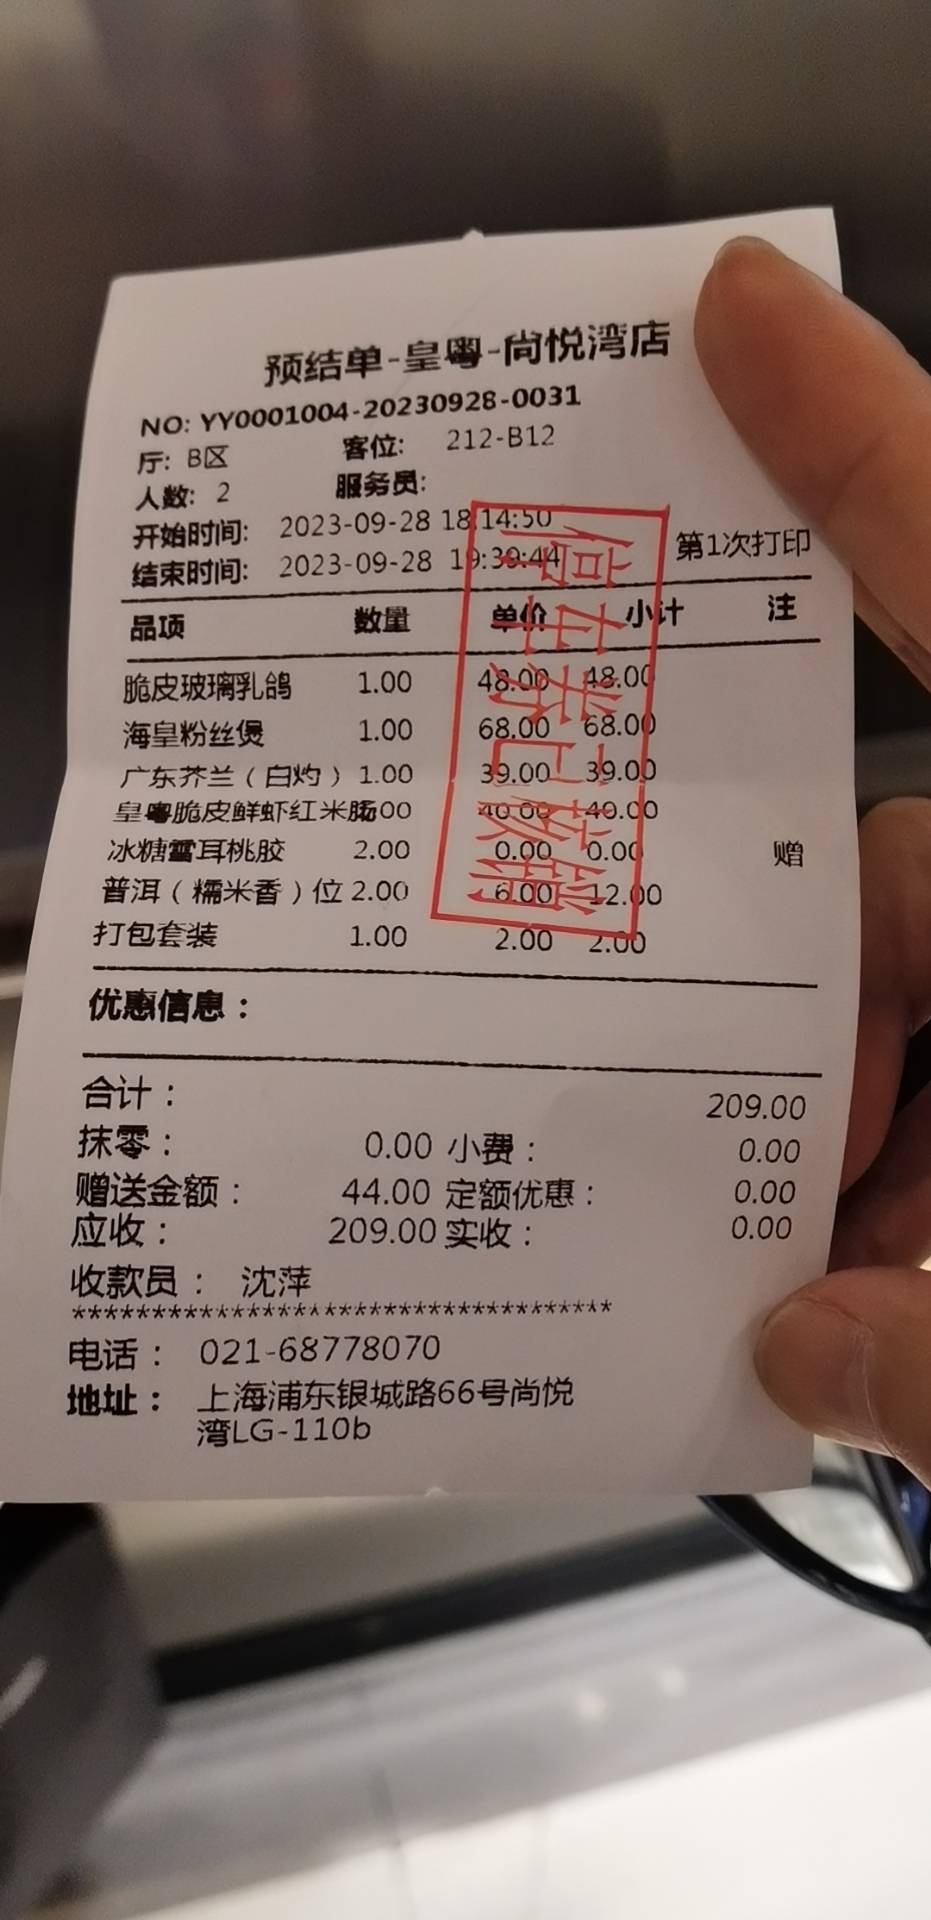 预结单-皇粤-尚悦湾店
NO: YY0001004-20230928-0031
厅: B区 客位: 212-B12
人数: 2 服务员:
开始时间: 2023-09-28 18:14:50
结束时间: 2023-09-28 19:39:44 第1次打印
品项 数量 单价 小计 注
脆皮玻璃乳鸽 1.00 48.00 48.00
海皇粉丝煲 1.00 68.00 68.00
广东芥兰（白灼）1.00 39.00 39.00
皇粤脆皮鲜虾红米肠 .00 40.00 40.00
冰糖雪耳桃胶 2.00 0.00 0.00 赠
普洱（糯米香）位 2.00 6.00 12.00
打包套装 1.00 2.00 2.00
优惠信息：
合计： 209.00
抹零： 0.00 小费： 0.00
赠送金额： 44.00 定额优惠： 0.00
应收： 209.00 实收： 0.00
收款员： 沈萍
***********************************
电话： 021-68778070
地址： 上海浦东银城路66号尚悦
湾LG-110b